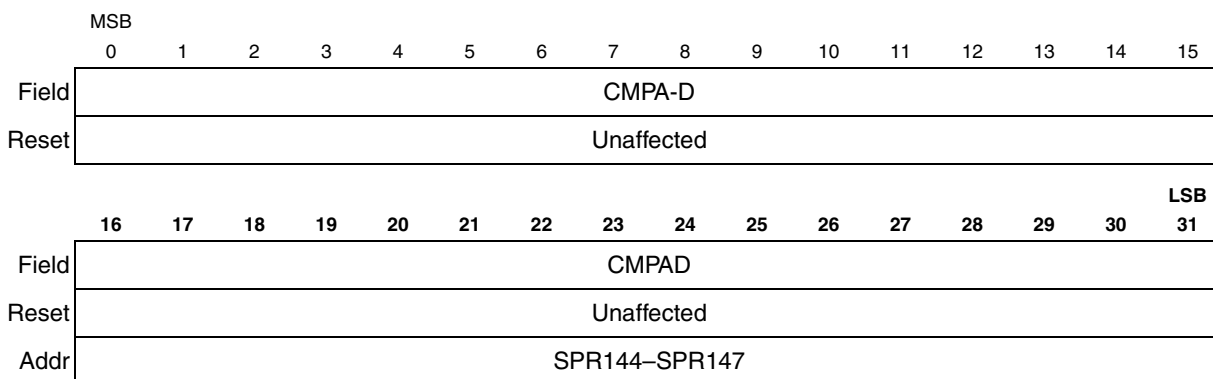 MSB
0 1 2 3 4 5 6 7 8 9 10 11 12 13 14 15
Field CMPA-D
Reset Unaffected
LSB
16 17 18 19 20 21 22 23 24 25 26 27 28 29 30 31
Field CMPAD
Reset Unaffected
Addr SPR144–SPR147